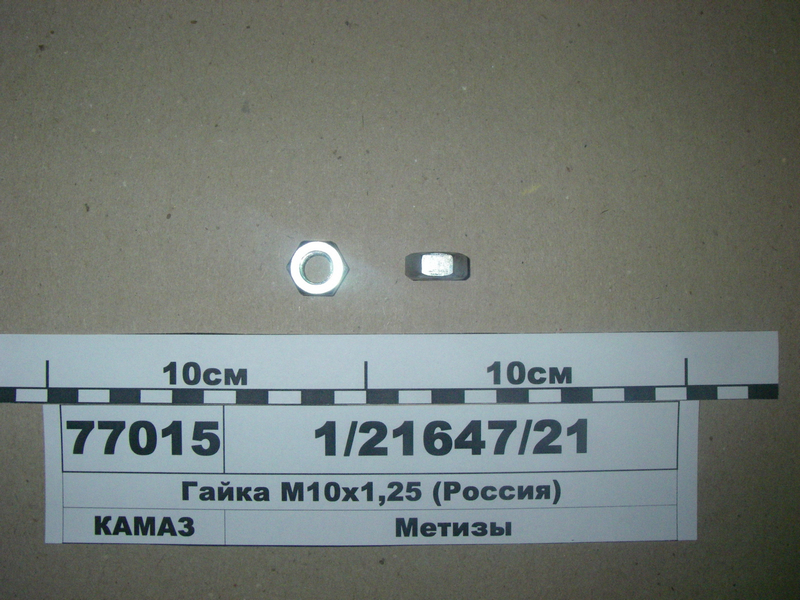 10см 10см
77015 1/21647/21
Гайка М10х1,25 (Россия)
КАМАЗ Метизы